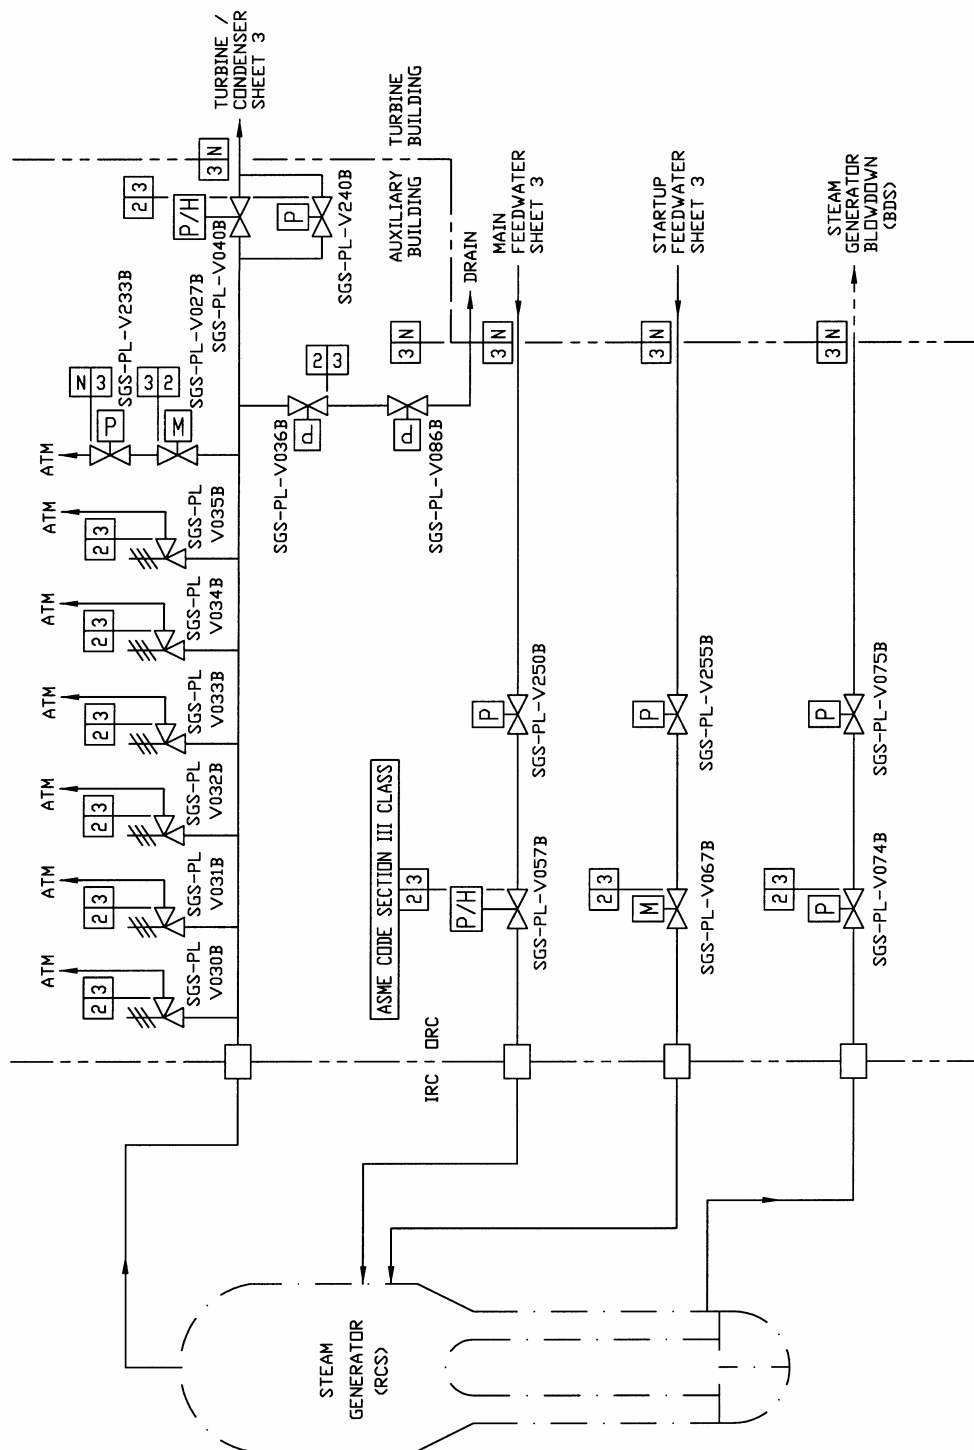 ATM
ATM
ATM
ATM
ATM
ATM
ATM
2 3
2 3
2 3
2 3
2 3
2 3
N 3
P
SGS-PL-V233B
3 2
M
SGS-PL-V027B
SGS-PL
V030B
SGS-PL
V031B
SGS-PL
V032B
SGS-PL
V033B
SGS-PL
V034B
SGS-PL
V035B
2 3
P/H
SGS-PL-V040B
3 N
TURBINE /
CONDENSER
SHEET 3
P
SGS-PL-V240B
SGS-PL-V036B
P
2 3
SGS-PL-V086B
P
DRAIN
AUXILIARY
BUILDING
TURBINE
BUILDING
3 N
STEAM
GENERATOR
(RCS)
IRC
ORC
ASME CODE SECTION III CLASS
2 3
P/H
SGS-PL-V057B
P
SGS-PL-V250B
3 N
MAIN
FEEDWATER
SHEET 3
2 3
M
SGS-PL-V067B
P
SGS-PL-V255B
3 N
STARTUP
FEEDWATER
SHEET 3
2 3
P
SGS-PL-V074B
P
SGS-PL-V075B
3 N
STEAM
GENERATOR
BLOWDOWN
(BDS)